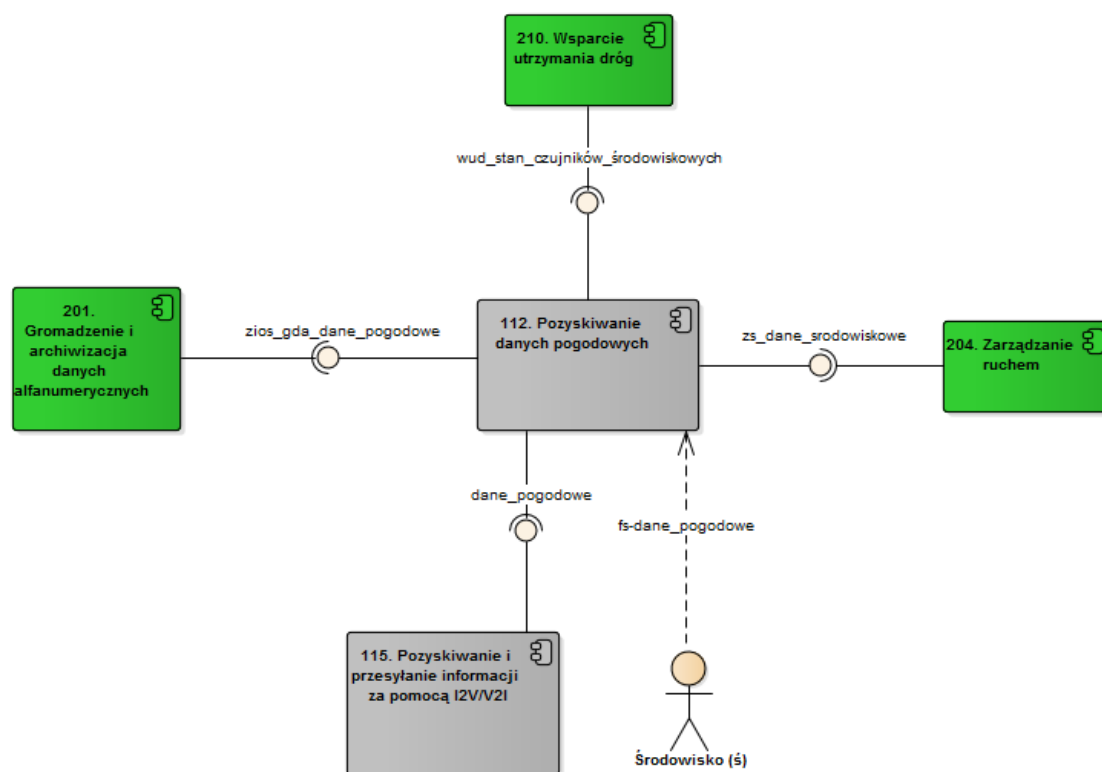 210. Wsparcie
utrzymania dróg
wud_stan_czujników_środowiskowych
201.
Gromadzenie i
archiwizacja
danych
alfanumerycznych
zios_gda_dane_pogodowe
112. Pozyskiwanie
danych pogodowych
zs_dane_srodowiskowe
204. Zarządzanie
ruchem
dane_pogodowe
fs-dane_pogodowe
115. Pozyskiwanie i
przesyłanie informacji
za pomocą I2V/V2I
Środowisko (ś)